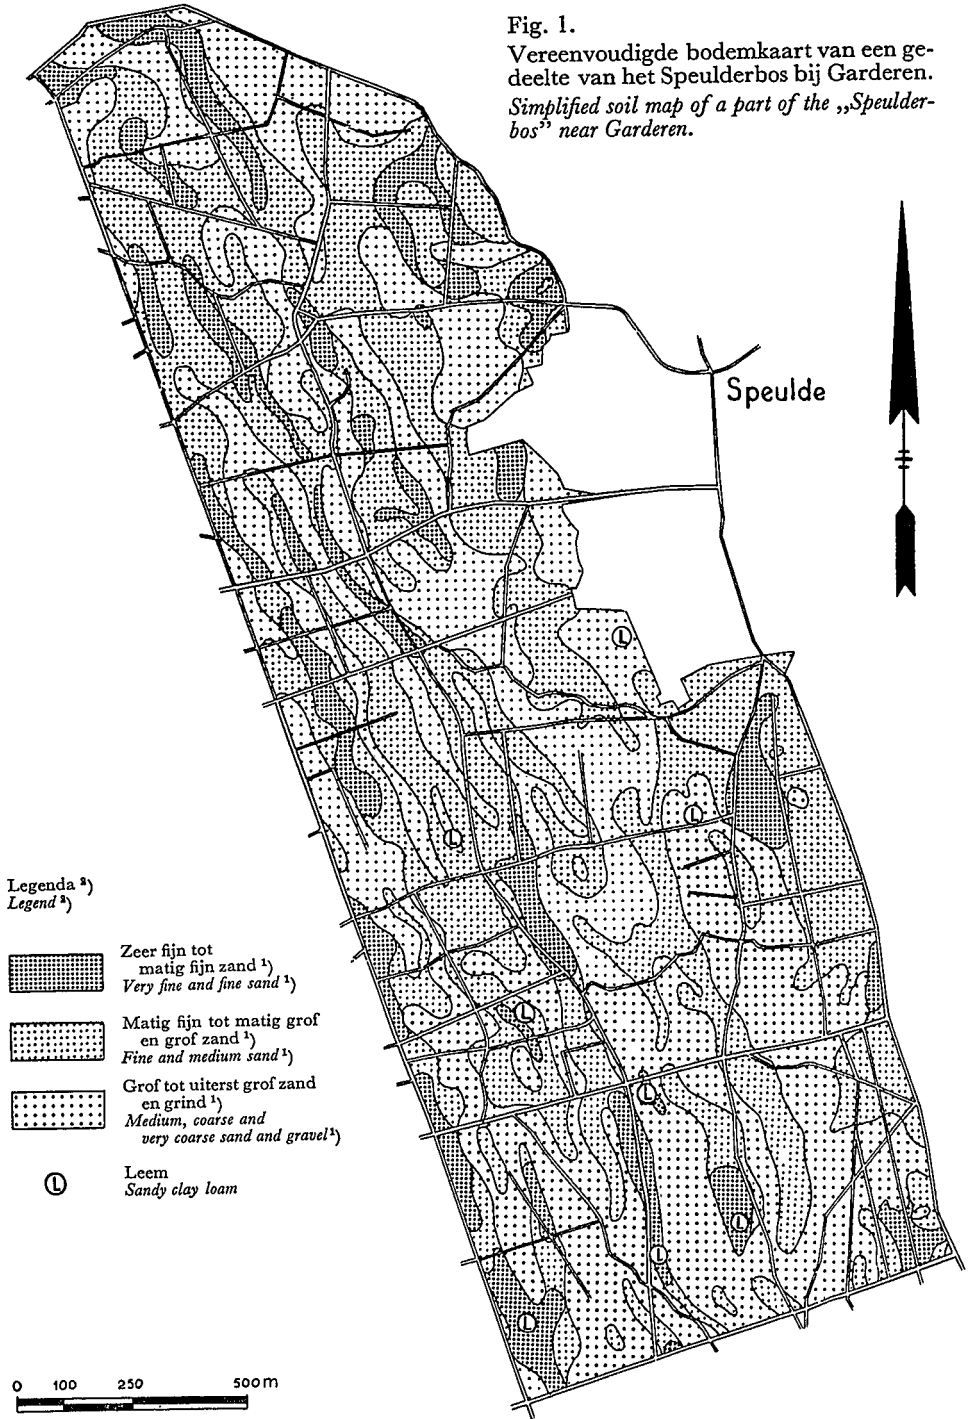 Fig. 1.
Vereenvoudigde bodemkaart van een ge-
deelte van het Speulderbos bij Garderen.
Simplified soil map of a part of the „Speulder-
bos” near Garderen.
Speulde
L
L
L
L
L
L
L
L
Legenda ²)
Legend ²)
Zeer fijn tot
matig fijn zand ¹)
Very fine and fine sand ¹)
Matig fijn tot matig grof
en grof zand ¹)
Fine and medium sand ¹)
Grof tot uiterst grof zand
en grind ¹)
Medium, coarse and
very coarse sand and gravel ¹)
L
Leem
Sandy clay loam
0 100 250 500 m